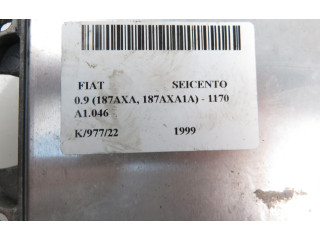 FIAT SEICENTO
0.9 (187AXA, 187AXA1A) - 1170
A1.046
K/977/22 1999